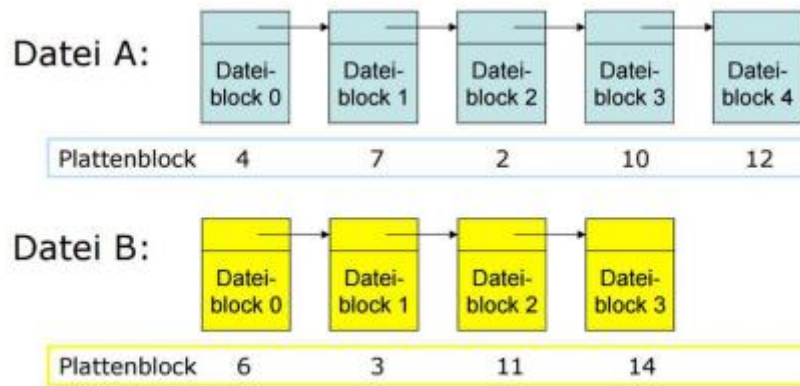 Datei A:
Datei-
block 0
Datei-
block 1
Datei-
block 2
Datei-
block 3
Datei-
block 4
Plattenblock 4 7 2 10 12
Datei B:
Datei-
block 0
Datei-
block 1
Datei-
block 2
Datei-
block 3
Plattenblock 6 3 11 14